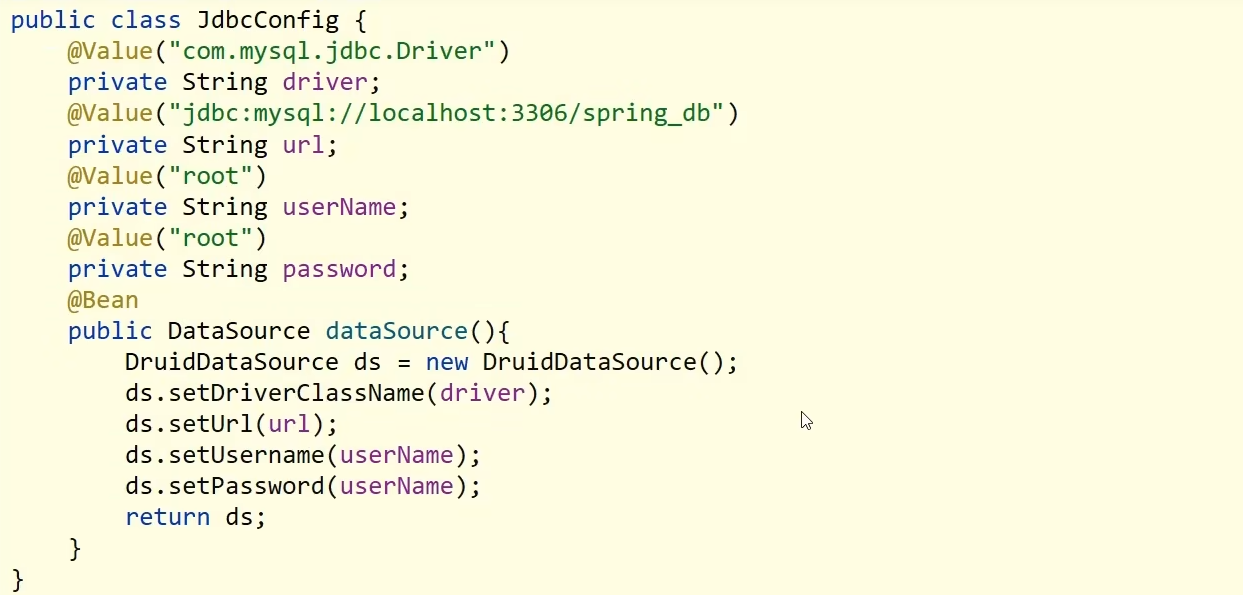 public class JdbcConfig {
@Value("com.mysql.jdbc.Driver")
private String driver;
@Value("jdbc:mysql://localhost:3306/spring_db")
private String url;
@Value("root")
private String userName;
@Value("root")
private String password;
@Bean
public DataSource dataSource(){
DruidDataSource ds = new DruidDataSource();
ds.setDriverClassName(driver);
ds.setUrl(url);
ds.setUsername(userName);
ds.setPassword(userName);
return ds;
}
}